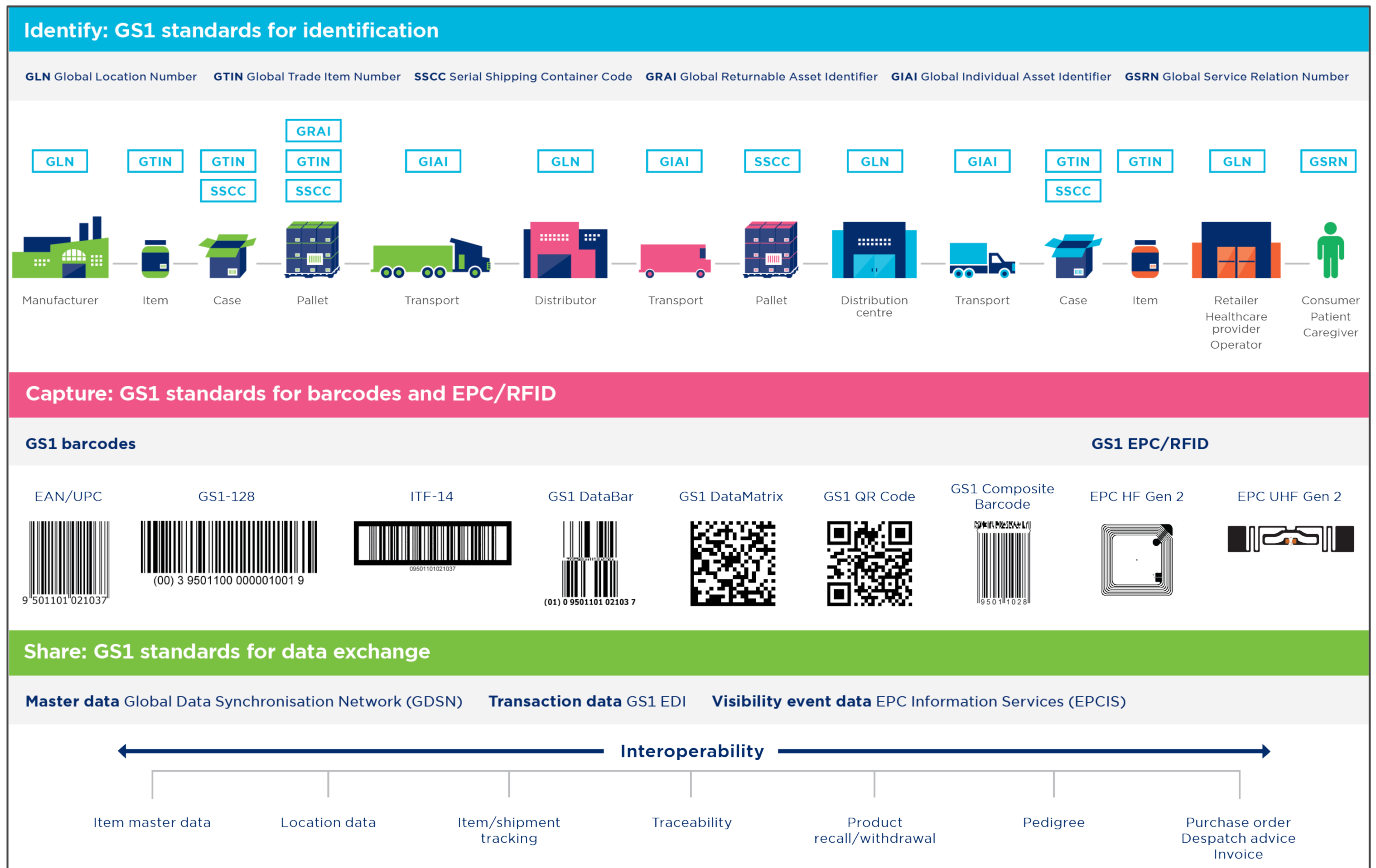 Identify: GS1 standards for identification
GLN Global Location Number GTIN Global Trade Item Number SSCC Serial Shipping Container Code GRAI Global Returnable Asset Identifier GIAI Global Individual Asset Identifier GSRN Global Service Relation Number
GRAI
GLN GTIN GTIN GTIN GIAI GLN GIAI SSCC GLN GIAI GTIN GTIN GLN GSRN
SSCC SSCC SSCC
Manufacturer Item Case Pallet Transport Distributor Transport Pallet Distribution Transport Case Item Retailer Consumer
centre Healthcare Patient
provider Caregiver
Operator
Capture: GS1 standards for barcodes and EPC/RFID
GS1 barcodes GS1 EPC/RFID
EAN/UPC GS1-128 ITF-14 GS1 DataBar GS1 DataMatrix GS1 QR Code GS1 Composite EPC HF Gen 2 EPC UHF Gen 2
Barcode
09501101021037
(00) 3 9501100 000001001 9
9 501101 021037 (01) 0 9501101 02103 7 9501 1028
Share: GS1 standards for data exchange
Master data Global Data Synchronisation Network (GDSN) Transaction data GS1 EDI Visibility event data EPC Information Services (EPCIS)
Interoperability
Item master data Location data Item/shipment Traceability Product Pedigree Purchase order
tracking recall/withdrawal Despatch advice
Invoice